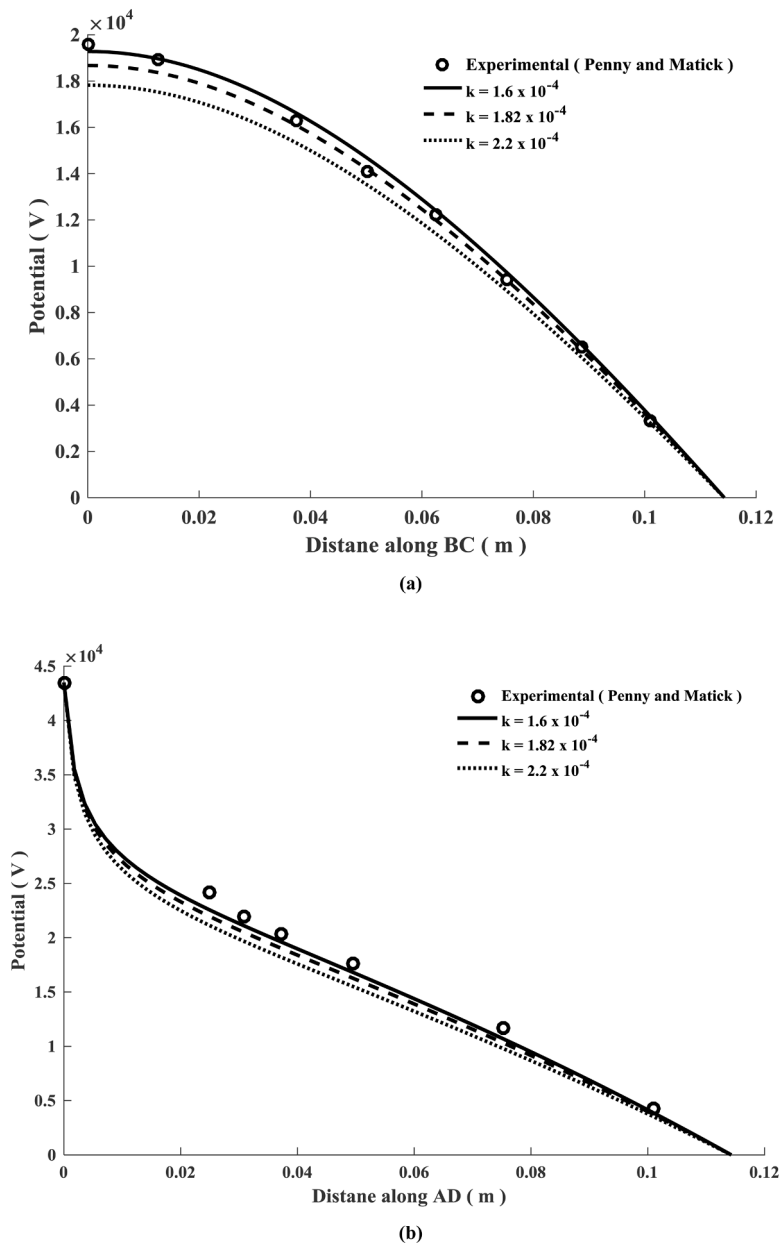 ×10⁴
2
1.8
1.6
1.4
1.2
1
0.8
0.6
0.4
0.2
0
Potential ( V )
Experimental ( Penny and Matick )
k = 1.6 x 10⁻⁴
k = 1.82 x 10⁻⁴
k = 2.2 x 10⁻⁴
0 0.02 0.04 0.06 0.08 0.1 0.12
Distane along BC ( m )
(a)
×10⁴
4.5
4
3.5
3
2.5
2
1.5
1
0.5
0
Potential ( V )
Experimental ( Penny and Matick )
k = 1.6 x 10⁻⁴
k = 1.82 x 10⁻⁴
k = 2.2 x 10⁻⁴
0 0.02 0.04 0.06 0.08 0.1 0.12
Distane along AD ( m )
(b)